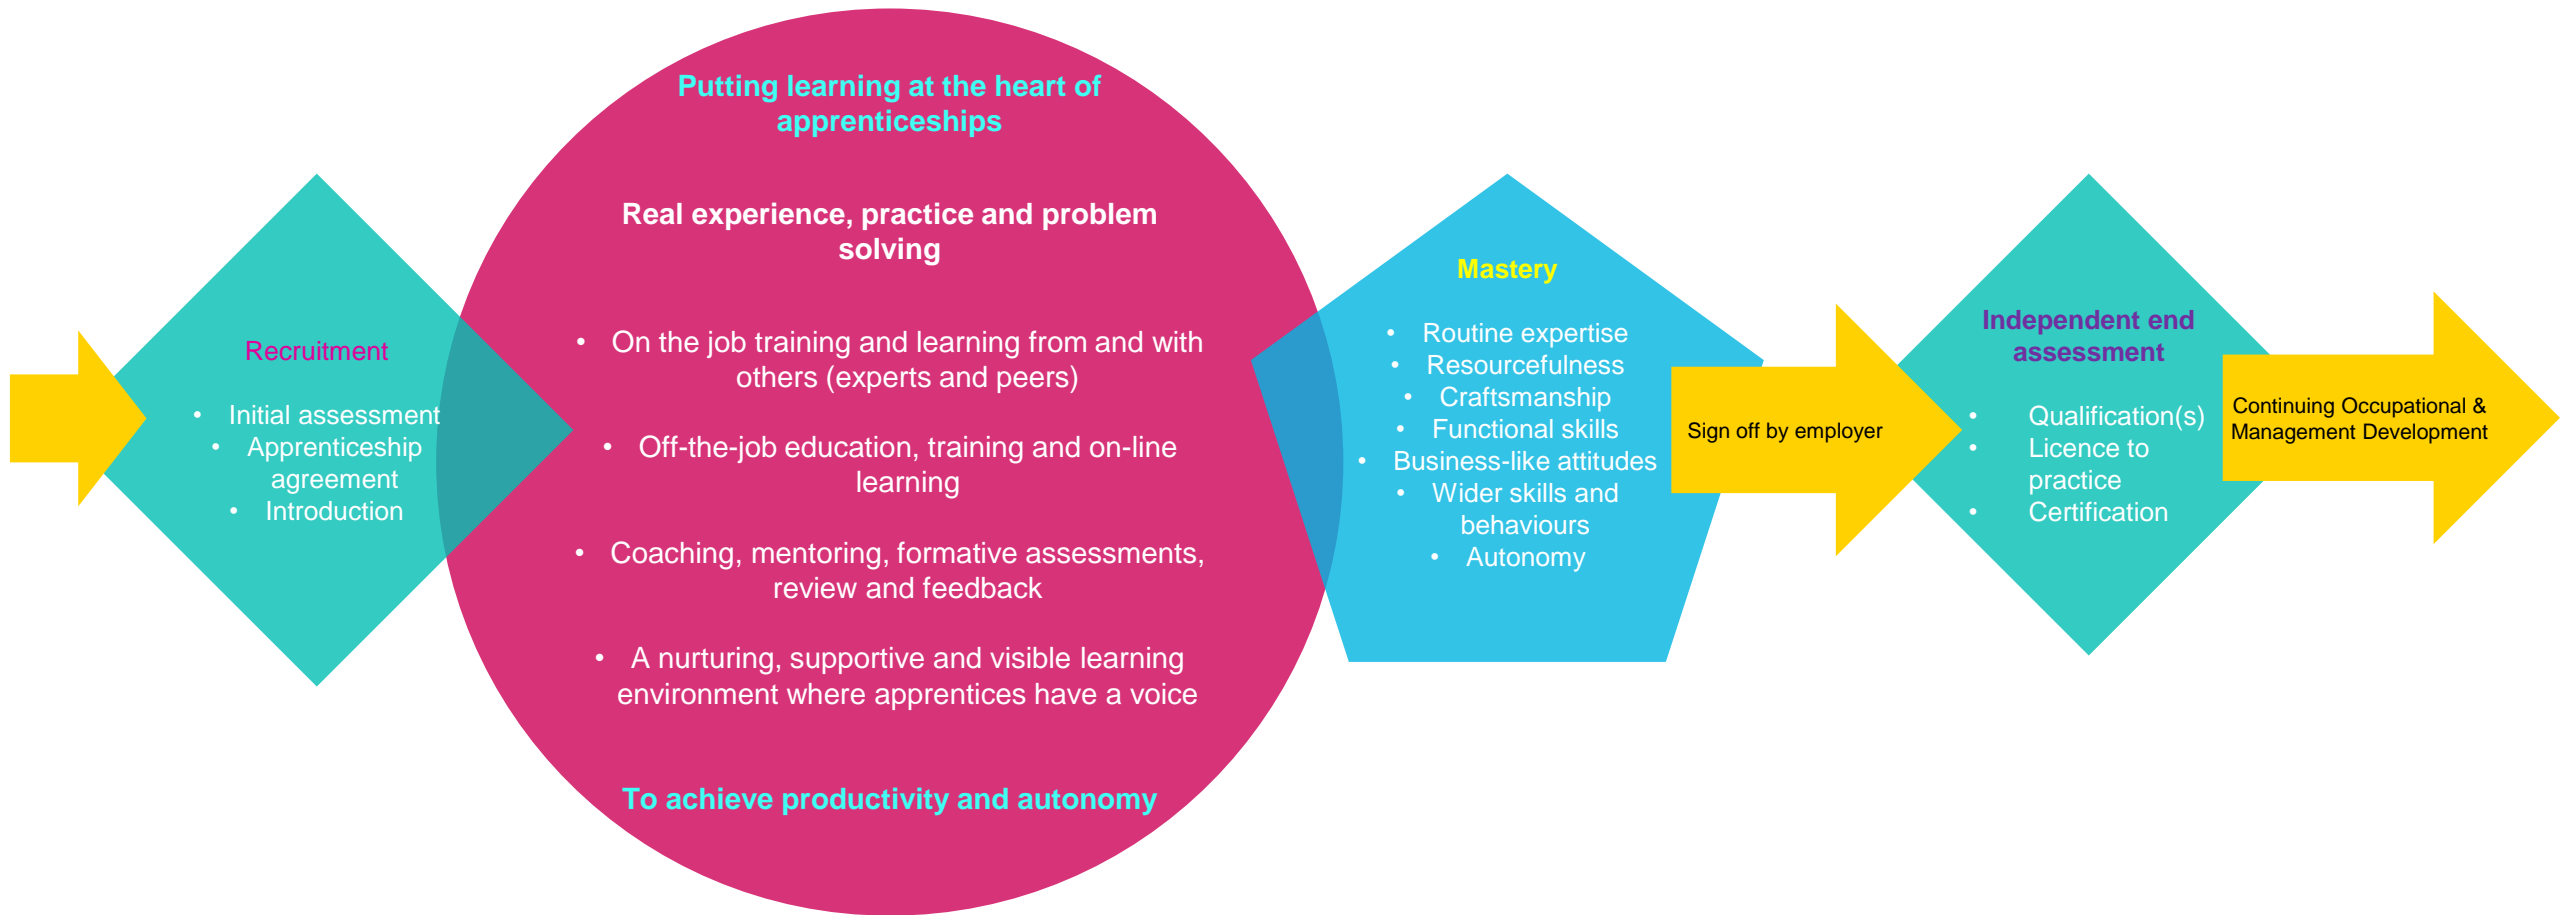 Recruitment
• Initial assessment
• Apprenticeship
agreement
• Introduction
Putting learning at the heart of
apprenticeships
Real experience, practice and problem
solving
• On the job training and learning from and with
others (experts and peers)
• Off-the-job education, training and on-line
learning
• Coaching, mentoring, formative assessments,
review and feedback
• A nurturing, supportive and visible learning
environment where apprentices have a voice
To achieve productivity and autonomy
Mastery
• Routine expertise
• Resourcefulness
• Craftsmanship
• Functional skills
• Business-like attitudes
• Wider skills and
behaviours
• Autonomy
Sign off by employer
Independent end
assessment
• Qualification(s)
• Licence to
practice
• Certification
Continuing Occupational &
Management Development